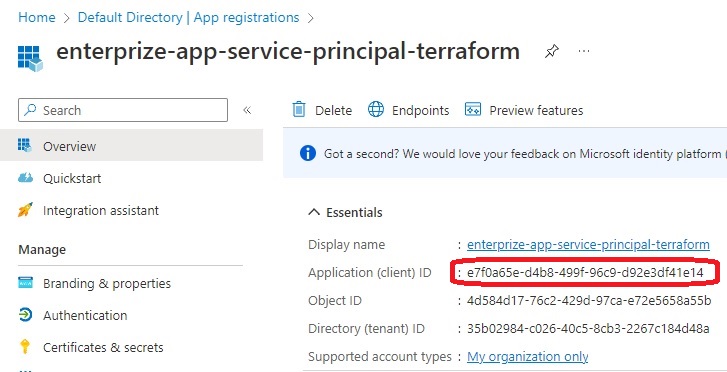 Home > Default Directory | App registrations >
enterprize-app-service-principal-terraform ...
Search «
Overview
Quickstart
Integration assistant
Manage
Branding & properties
Authentication
Certificates & secrets
Delete Endpoints Preview features
Got a second? We would love your feedback on Microsoft identity platform (
Essentials
Display name : enterprize-app-service-principal-terraform
Application (client) ID : e7f0a65e-d4b8-499f-96c9-d92e3df41e14
Object ID : 4d584d17-76c2-429d-97ca-e72e5658a55b
Directory (tenant) ID : 35b02984-c026-40c5-8cb3-2267c184d48a
Supported account types : My organization only